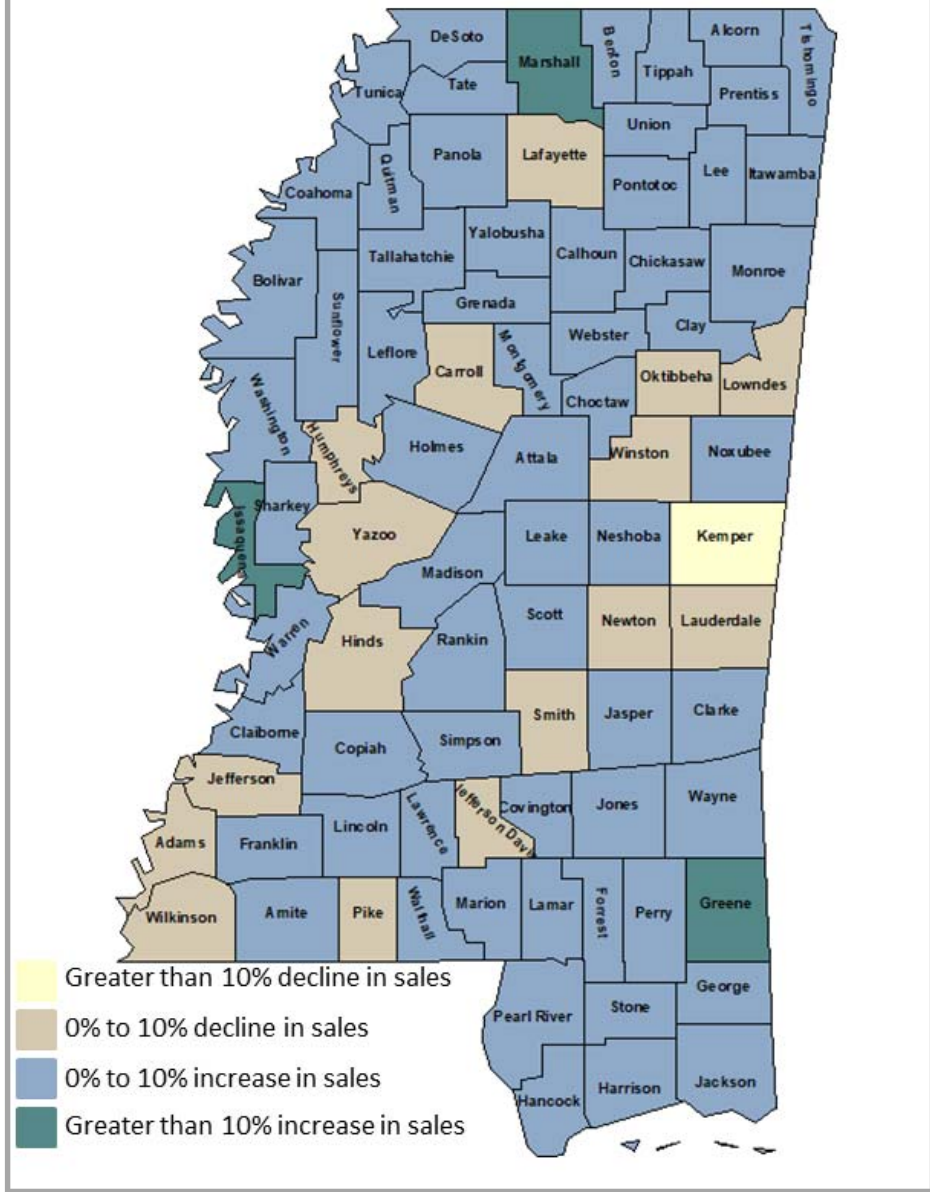 DeSoto
Marshall
Benton
Alcorn
Tishomingo
Tippah
Tunica
Tate
Prentiss
Union
Panola
Lafayette
Quitman
Pontotoc
Lee
Itawamba
Coahoma
Yalobusha
Tallahatchie
Calhoun
Chickasaw
Monroe
Bolivar
Sunflower
Grenada
Leflore
Webster
Clay
Carroll
Montgomery
Oktibbeha
Lowndes
Choctaw
Washington
Humphreys
Holmes
Attala
Winston
Noxubee
Sharkey
Issaquena
Yazoo
Leake
Neshoba
Kemper
Madison
Scott
Newton
Lauderdale
Warren
Hinds
Rankin
Smith
Jasper
Clarke
Claiborne
Copiah
Simpson
Jefferson
Lawrence
Jefferson Davis
Covington
Jones
Wayne
Adams
Franklin
Lincoln
Wilkinson
Amite
Pike
Walthall
Marion
Lamar
Forrest
Perry
Greene
George
Pearl River
Stone
Hancock
Harrison
Jackson
Greater than 10% decline in sales
0% to 10% decline in sales
0% to 10% increase in sales
Greater than 10% increase in sales